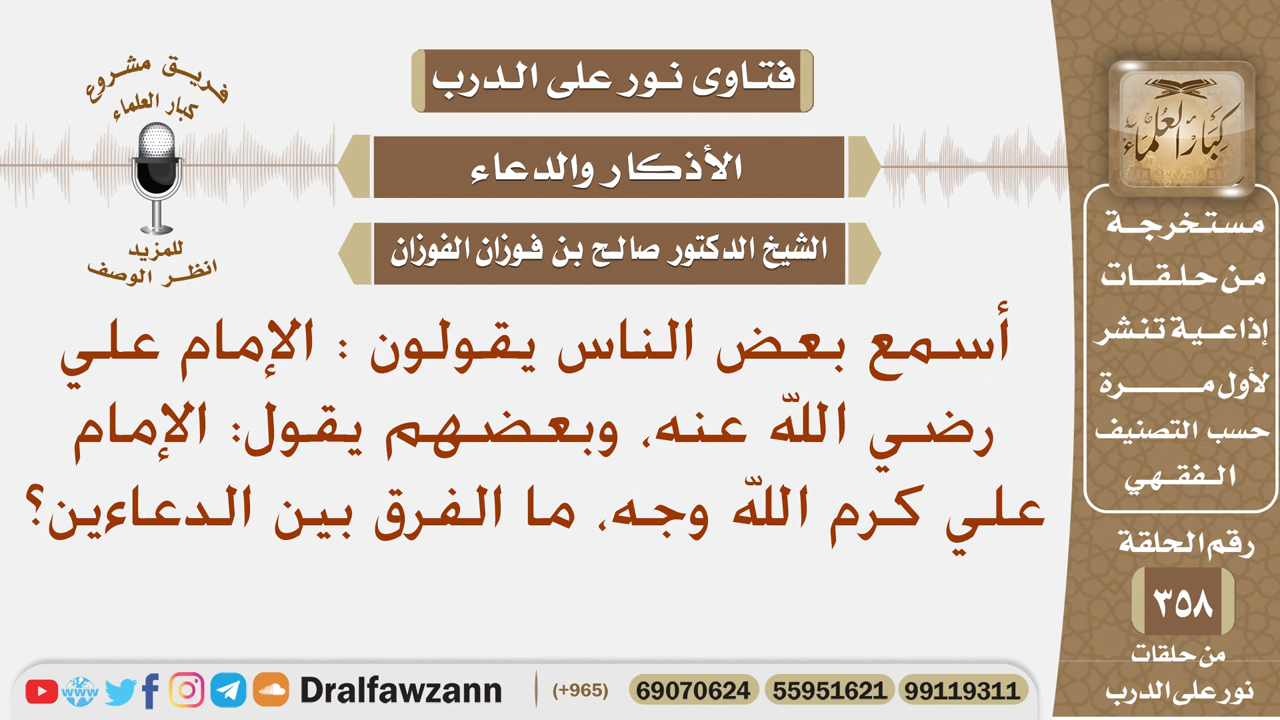 فتاوى نور على الدرب
الأذكار والدعاء
الشيخ الدكتور صالح بن فوزان الفوزان
أسمع بعض الناس يقولون : الإمام علي
رضي الله عنه، وبعضهم يقول: الإمام
علي كرم الله وجه، ما الفرق بين الدعاءين؟
كبار العلماء
مستخرجة
من حلقات
إذاعية تنشر
لأول مرة
حسب التصنيف
الفقهي
رقم الحلقة
٣٥٨
من حلقات
نور على الدرب
فريق مشروع
كبار العلماء
للمزيد
انظر الوصف
www
Dralfawzann
(+965) 69070624 55951621 99119311